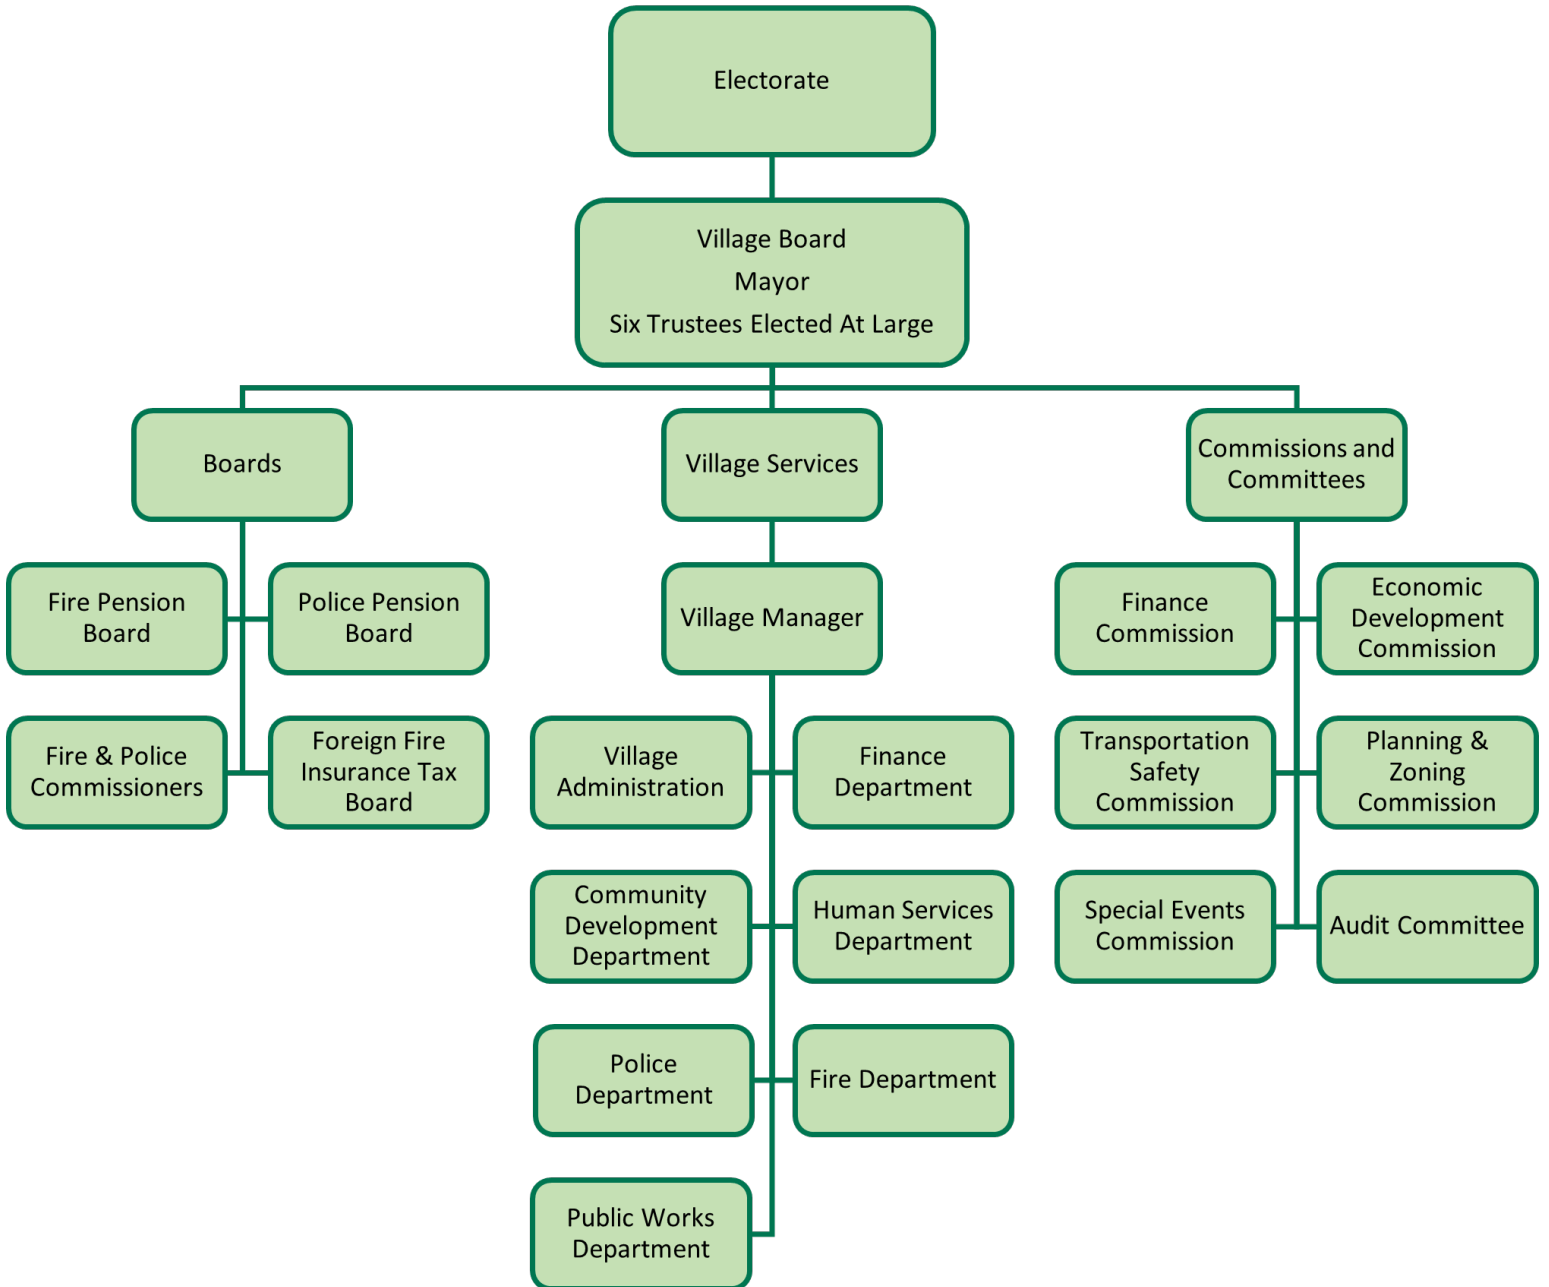 Electorate
Village Board
Mayor
Six Trustees Elected At Large
Boards
Village Services
Commissions and
Committees
Fire Pension
Board
Police Pension
Board
Village Manager
Finance
Commission
Economic
Development
Commission
Fire & Police
Commissioners
Foreign Fire
Insurance Tax
Board
Village
Administration
Finance
Department
Transportation
Safety
Commission
Planning &
Zoning
Commission
Community
Development
Department
Human Services
Department
Special Events
Commission
Audit Committee
Police
Department
Fire Department
Public Works
Department